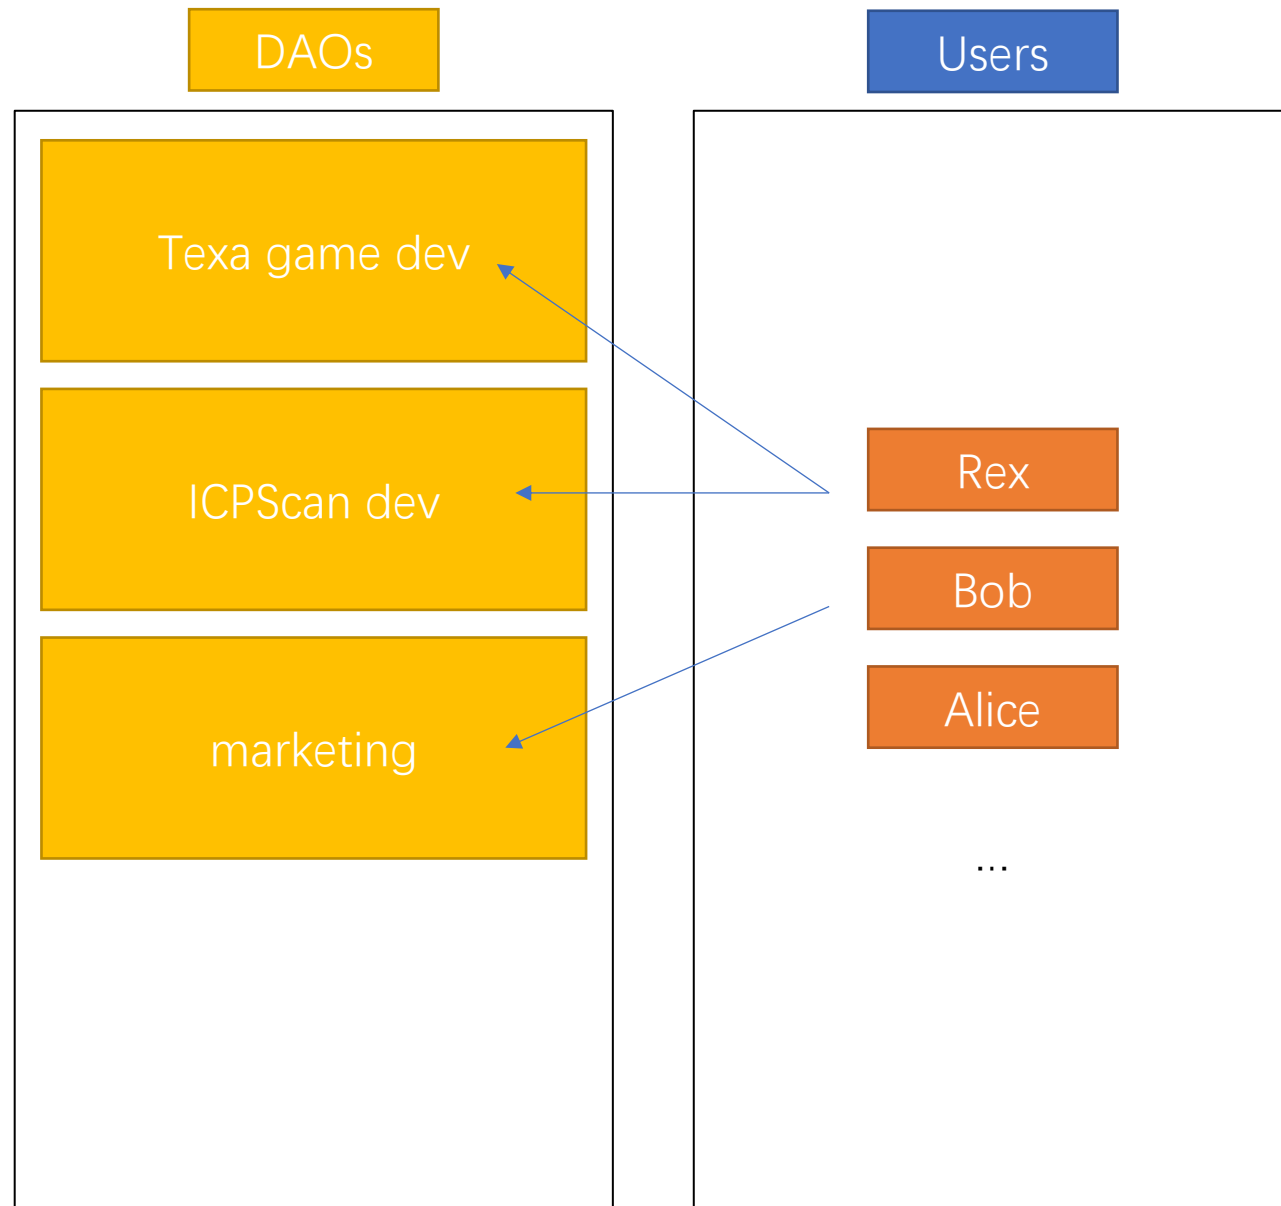 DAOs
Users
Texa game dev
ICPScan dev
marketing
Rex
Bob
Alice
...